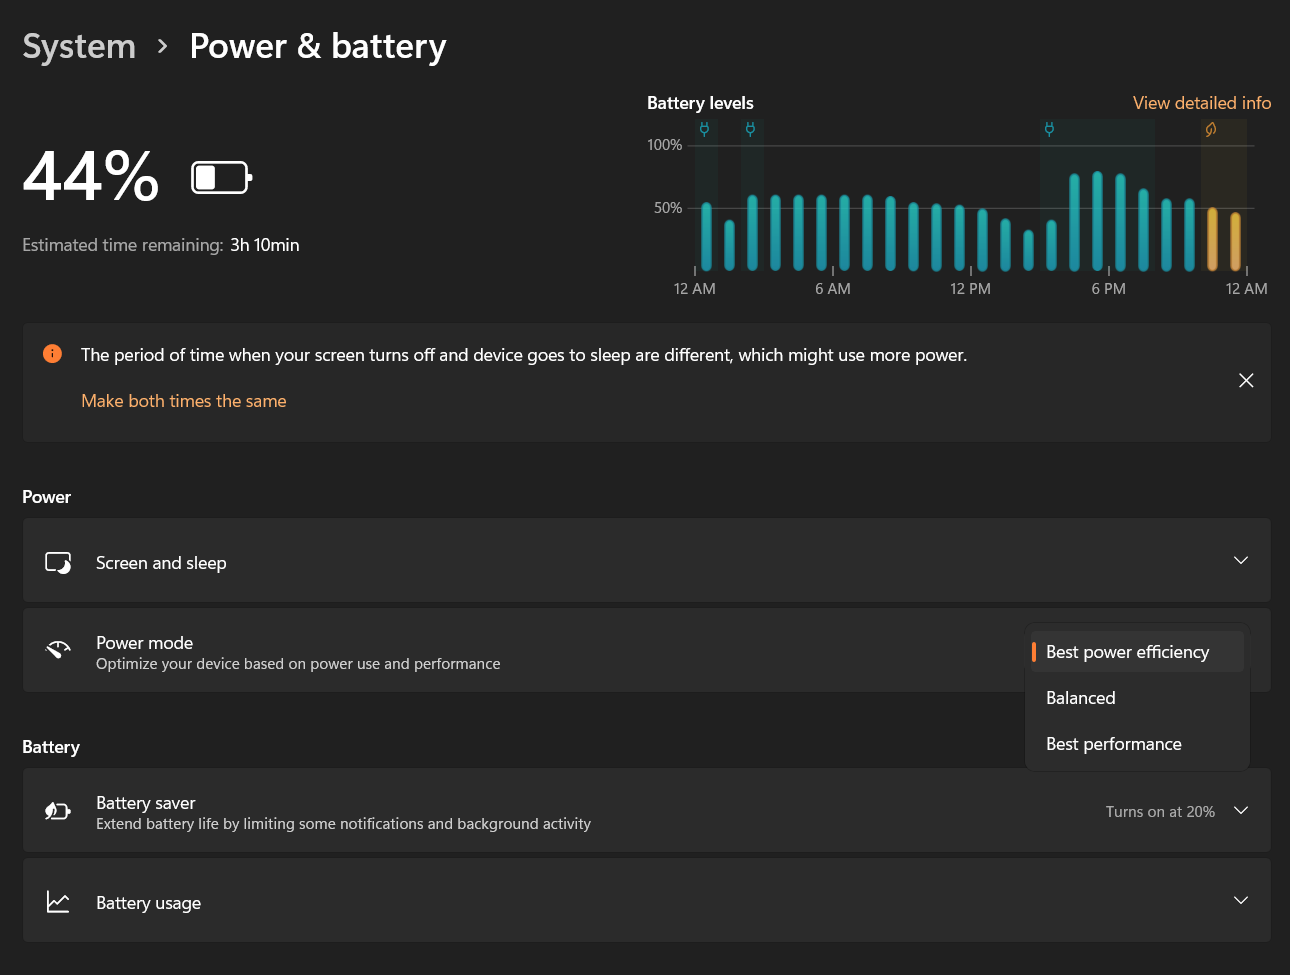 System > Power & battery
Battery levels
View detailed info
44%
Estimated time remaining: 3h 10min
100%
50%
12 AM 6 AM 12 PM 6 PM 12 AM
The period of time when your screen turns off and device goes to sleep are different, which might use more power.
Make both times the same
Power
Screen and sleep
Power mode
Optimize your device based on power use and performance
Best power efficiency
Balanced
Best performance
Battery
Battery saver
Extend battery life by limiting some notifications and background activity
Turns on at 20%
Battery usage